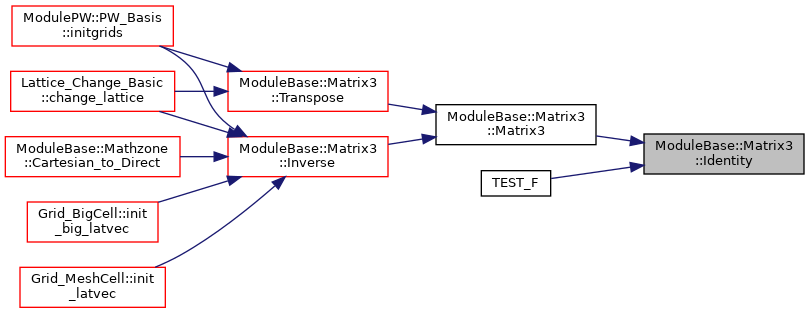 ModulePW::PW_Basis
::initgrids
Lattice_Change_Basic
::change_lattice
ModuleBase::Mathzone
::Cartesian_to_Direct
Grid_BigCell::init
_big_latvec
Grid_MeshCell::init
_latvec
ModuleBase::Matrix3
::Transpose
ModuleBase::Matrix3
::Inverse
ModuleBase::Matrix3
::Matrix3
TEST_F
ModuleBase::Matrix3
::Identity